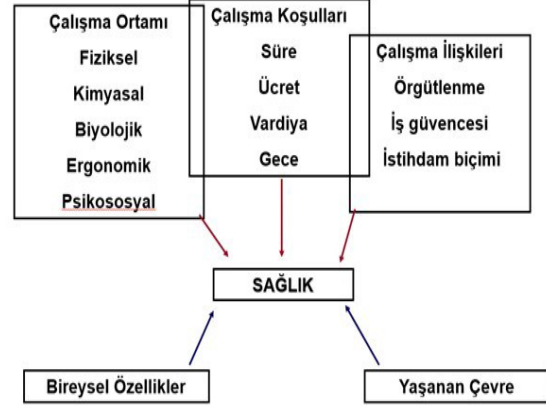 Çalışma Ortamı
Fiziksel
Kimyasal
Biyolojik
Ergonomik
Psikososyal
Çalışma Koşulları
Süre
Ücret
Vardiya
Gece
Çalışma İlişkileri
Örgütlenme
İş güvencesi
İstihdam biçimi
SAĞLIK
Bireysel Özellikler
Yaşanan Çevre